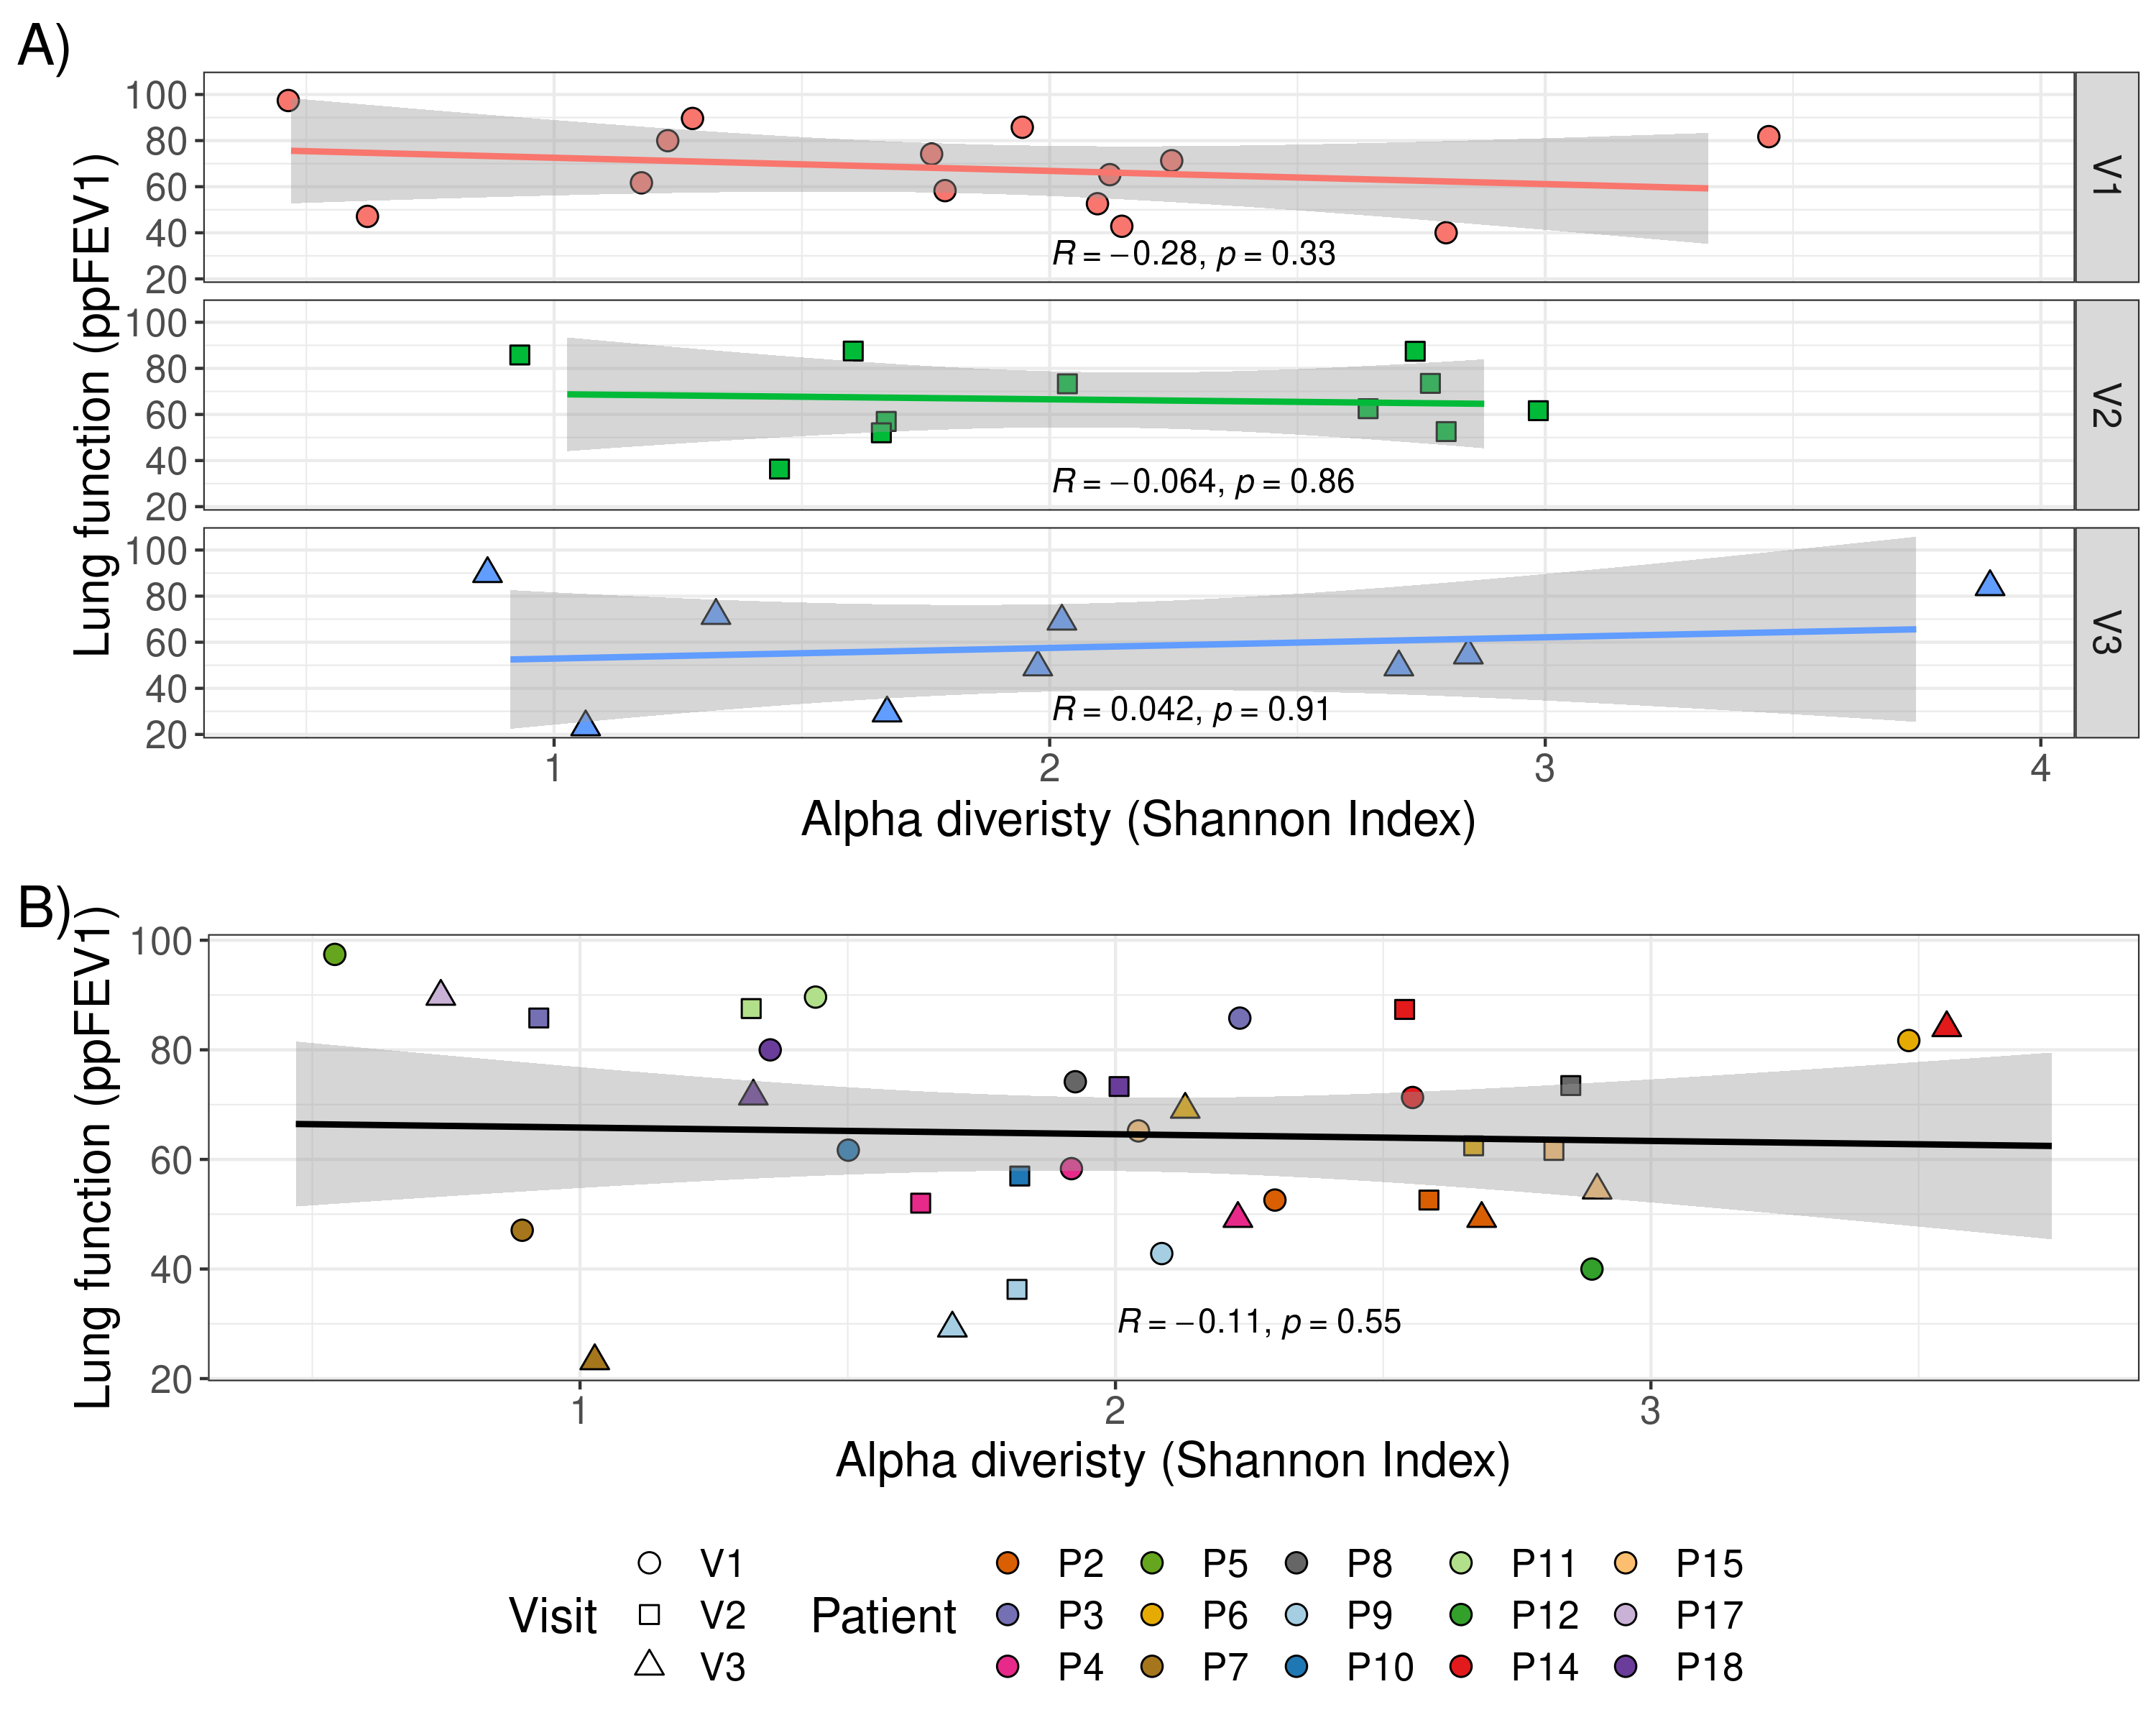 A)
Lung function (ppFEV1)
100
80
60
40
20
R = −0.28, p = 0.33
V1
100
80
60
40
20
R = −0.064, p = 0.86
V2
100
80
60
40
20
R = 0.042, p = 0.91
V3
1 2 3 4
Alpha diveristy (Shannon Index)
B)
Lung function (ppFEV1)
100
80
60
40
20
R = −0.11, p = 0.55
1 2 3
Alpha diveristy (Shannon Index)
Visit
V1
V2
V3
Patient
P2 P5 P8 P11 P15
P3 P6 P9 P12 P17
P4 P7 P10 P14 P18